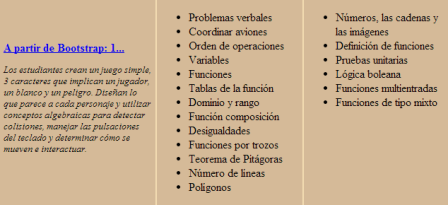 A partir de Bootstrap: 1...
Los estudiantes crean un juego simple,
3 caracteres que implican un jugador,
un blanco y un peligro. Diseñan lo
que parece a cada personaje y utilizar
conceptos algebraicas para detectar
colisiones, manejar las pulsaciones
del teclado y determinar cómo se
mueven e interactuar.
Problemas verbales
Coordinar aviones
Orden de operaciones
Variables
Funciones
Tablas de la función
Dominio y rango
Función composición
Desigualdades
Funciones por trozos
Teorema de Pitágoras
Número de lineas
Polígonos
Números, las cadenas y
las imágenes
Definición de funciones
Pruebas unitarias
Lógica boleana
Funciones multientradas
Funciones de tipo mixto